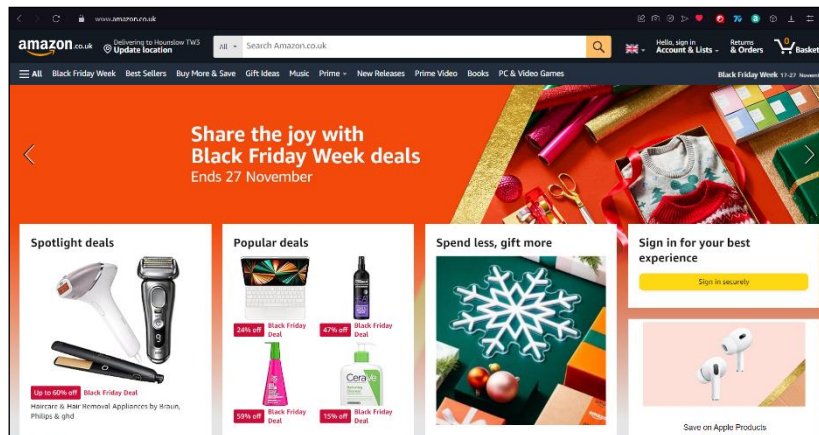 www.amazon.co.uk
amazon.co.uk
Delivering to Hounslow TW3
Update location
All
Search Amazon.co.uk
Hello, sign in
Account & Lists
Returns
& Orders
0
Basket
All Black Friday Week Best Sellers Buy More & Save Gift Ideas Music Prime New Releases Prime Video Books PC & Video Games
Black Friday Week 17-27
Share the joy with
Black Friday Week deals
Ends 27 November
Spotlight deals
Up to 60% off Black Friday Deal
Haircare & Hair Removal Appliances by Braun,
Philips & ghd
Popular deals
24% off Black Friday
Deal
47% off Black Friday
Deal
CeraVe
59% off Black Friday
Deal
15% off Black Friday
Deal
Spend less, gift more
Sign in for your best
experience
Sign in securely
Save on Apple Products